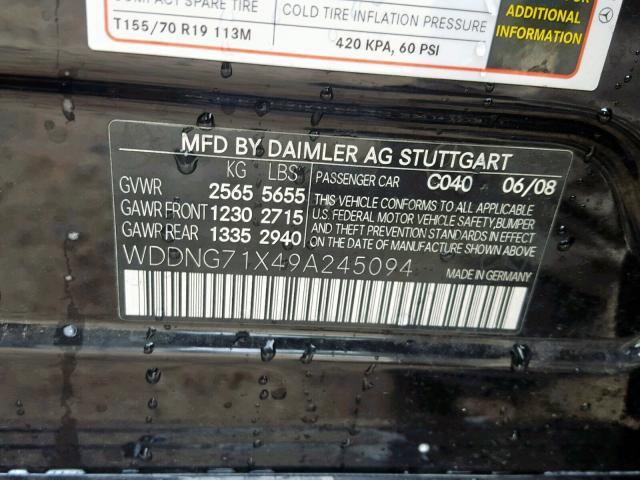 COMPACT SPARE TIRE COLD TIRE INFLATION PRESSURE
T155/70 R19 113M 420 KPA, 60 PSI
FOR
ADDITIONAL
INFORMATION
MFD BY DAIMLER AG STUTTGART
KG LBS PASSENGER CAR C040 06/08
GVWR 2565 5655 THIS VEHICLE CONFORMS TO ALL APPLICABLE
GAWR FRONT 1230 2715 U.S. FEDERAL MOTOR VEHICLE SAFETY,BUMPER
AND THEFT PREVENTION STANDARDS IN EFFECT
GAWR REAR 1335 2940 ON THE DATE OF MANUFACTURE SHOWN ABOVE.
WDDNG71X49A245094 MADE IN GERMANY